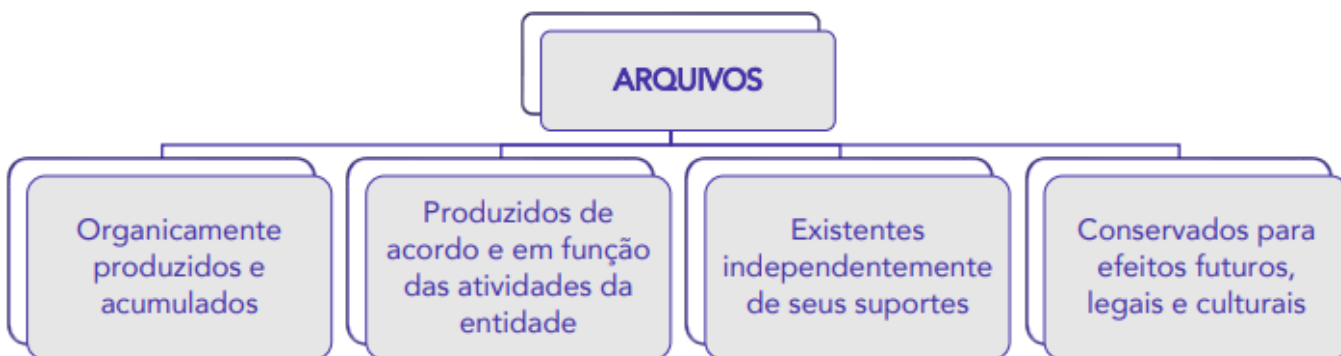 ARQUIVOS
Organicamente
produzidos e
acumulados
Produzidos de
acordo e em função
das atividades da
entidade
Existentes
independentemente
de seus suportes
Conservados para
efeitos futuros,
legais e culturais